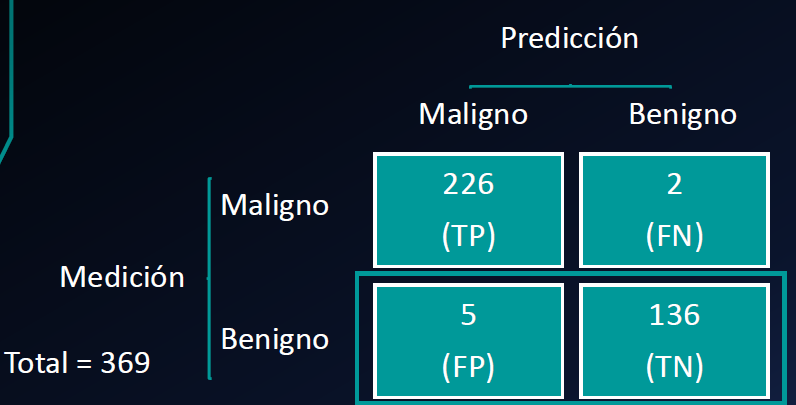 Predicción
Maligno Benigno
226 2
Maligno
(TP) (FN)
Medición
5 136
Benigno
Total = 369
(FP) (TN)